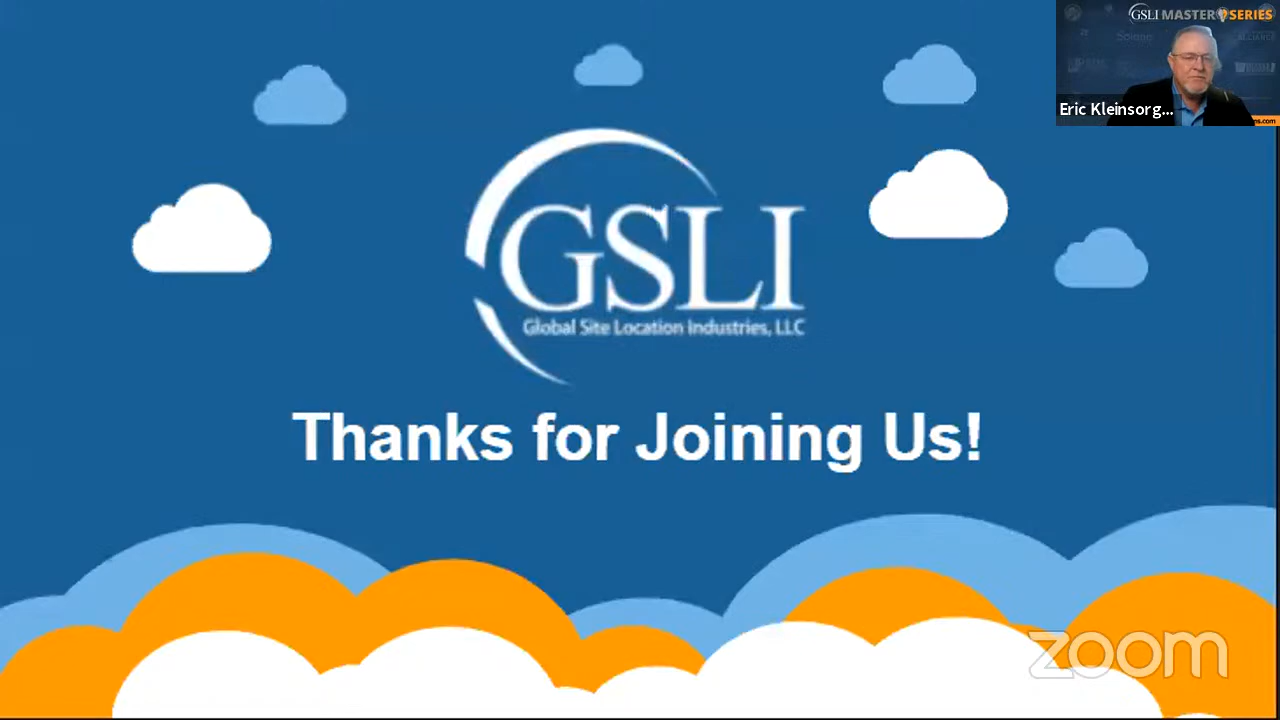 GSLI MASTER SERIES
Eric Kleinsorg...
GSLI
Global Site Location Industries, LLC
Thanks for Joining Us!
zoom